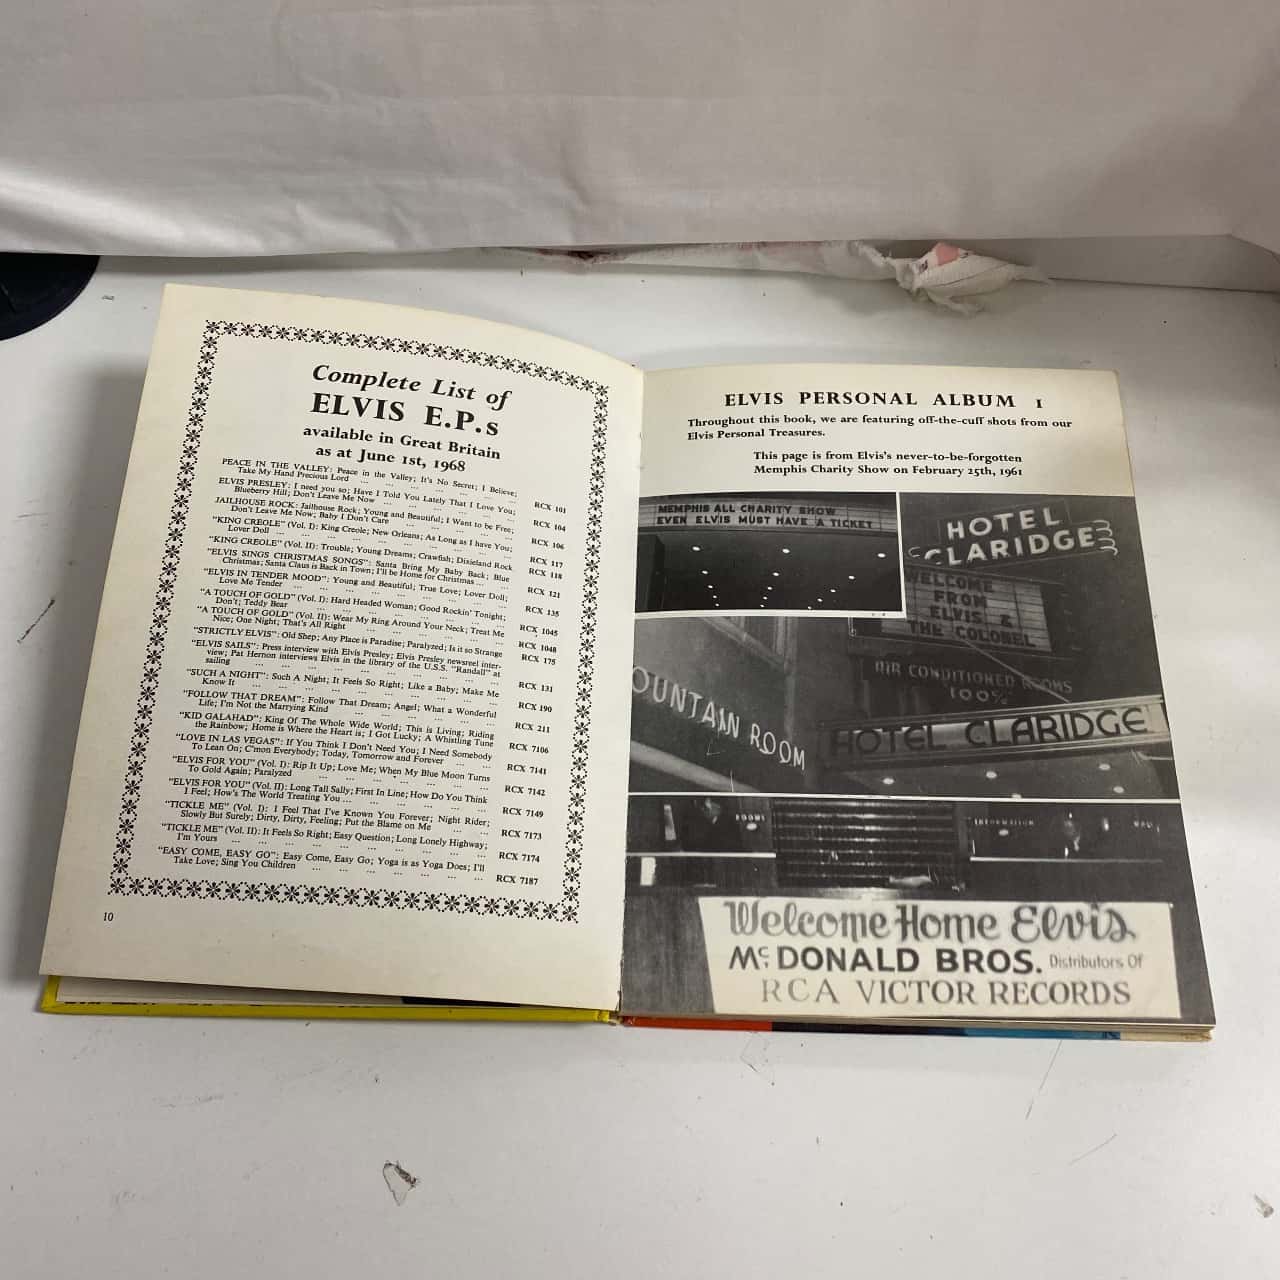 Complete List of
ELVIS E.P.s
available in Great Britain
as at June 1st, 1968
PEACE IN THE VALLEY: Peace in the Valley; It's No Secret; I Believe;
Take My Hand Precious Lord ... RCX 101
ELVIS PRESLEY: I need you so; Have I Told You Lately That I Love You;
Blueberry Hill; Don't Leave Me Now ... RCX 104
JAILHOUSE ROCK: Jailhouse Rock; Young and Beautiful; I Want to be Free;
Don't Leave Me Now; Baby I Don't Care ... RCX 106
"KING CREOLE" (Vol. I): King Creole; New Orleans; As Long as I have You;
Lover Doll ... RCX 117
"KING CREOLE" (Vol. II): Trouble; Young Dreams; Crawfish; Dixieland Rock RCX 118
"ELVIS SINGS CHRISTMAS SONGS": Santa Bring My Baby Back; Blue
Christmas; Santa Claus is Back in Town; I'll be Home for Christmas ... RCX 121
"ELVIS IN TENDER MOOD": Young and Beautiful; True Love; Lover Doll;
Love Me Tender ... RCX 135
"A TOUCH OF GOLD" (Vol. I): Hard Headed Woman; Good Rockin' Tonight;
Don't; Teddy Bear ... RCX 1045
"A TOUCH OF GOLD" (Vol. II): Wear My Ring Around Your Neck; Treat Me
Nice; One Night; That's All Right ... RCX 1048
"STRICTLY ELVIS": Old Shep; Any Place is Paradise; Paralyzed; Is it so Strange RCX 175
"ELVIS SAILS": Press interview with Elvis Presley; Elvis Presley newsreel inter-
view; Pat Hernon interviews Elvis in the library of the U.S.S. "Randall" at
sailing ... RCX 131
"SUCH A NIGHT": Such A Night; It Feels So Right; Like a Baby; Make Me
Know It ... RCX 190
"FOLLOW THAT DREAM": Follow That Dream; Angel; What a Wonderful
Life; I'm Not the Marrying Kind ... RCX 211
"KID GALAHAD": King Of The Whole Wide World; This is Living; Riding
the Rainbow; Home is Where the Heart is; I Got Lucky; A Whistling Tune RCX 7106
"LOVE IN LAS VEGAS": If You Think I Don't Need You; I Need Somebody
To Lean On; C'mon Everybody; Today, Tomorrow and Forever ... RCX 7141
"ELVIS FOR YOU" (Vol. I): Rip It Up; Love Me; When My Blue Moon Turns
To Gold Again; Paralyzed ... RCX 7142
"ELVIS FOR YOU" (Vol. II): Long Tall Sally; First In Line; How Do You Think
I Feel; How's The World Treating You ... RCX 7149
"TICKLE ME" (Vol. I): I Feel That I've Known You Forever; Night Rider;
Slowly But Surely; Dirty, Dirty, Feeling; Put the Blame on Me ... RCX 7173
"TICKLE ME" (Vol. II): It Feels So Right; Easy Question; Long Lonely Highway;
I'm Yours ... RCX 7174
"EASY COME, EASY GO": Easy Come, Easy Go; Yoga is as Yoga Does; I'll
Take Love; Sing You Children ... RCX 7187
10
ELVIS PERSONAL ALBUM 1
Throughout this book, we are featuring off-the-cuff shots from our
Elvis Personal Treasures.
This page is from Elvis's never-to-be-forgotten
Memphis Charity Show on February 25th, 1961
MEMPHIS ALL CHARITY SHOW
EVEN ELVIS MUST HAVE A TICKET
HOTEL
CLARIDGE
WELCOME
FROM
ELVIS &
THE COLONEL
AIR CONDITIONED ROOMS
100%
OUNTAIN ROOM
HOTEL CLARIDGE
ROOMS
INFORMATION
MAIL
Welcome Home Elvis
Mc DONALD BROS. Distributors Of
RCA VICTOR RECORDS